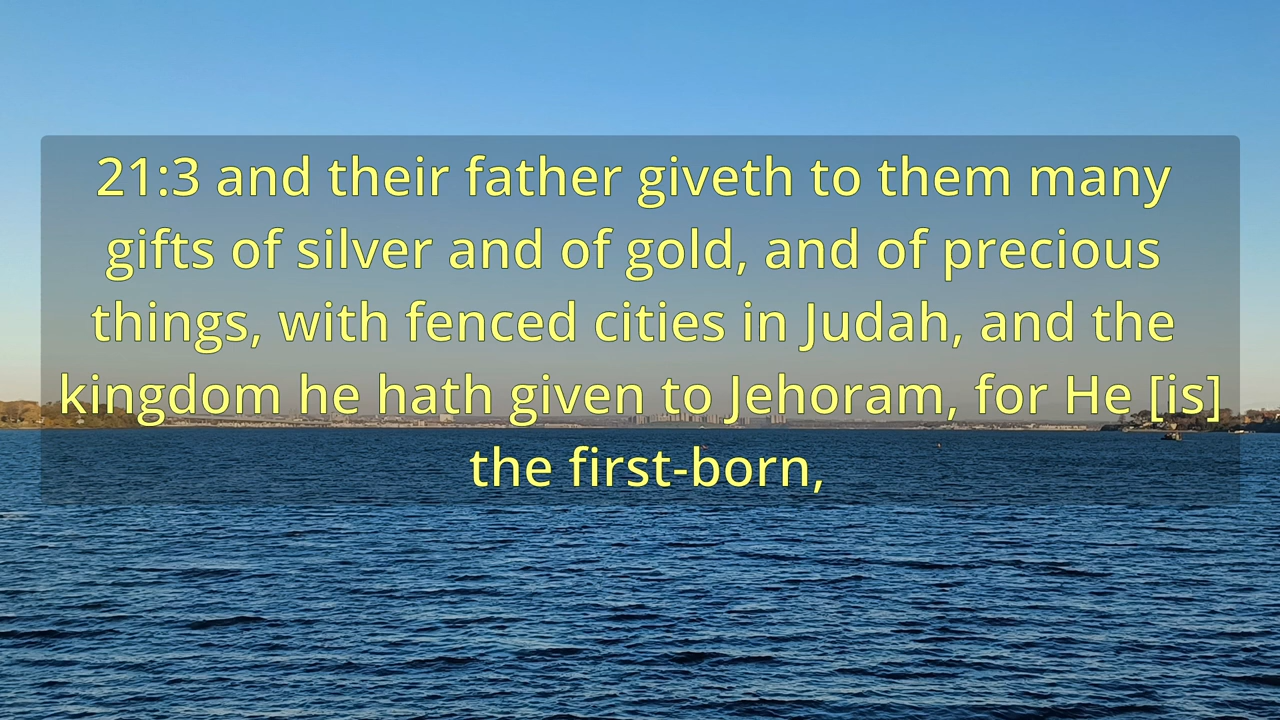 21:3 and their father giveth to them many
gifts of silver and of gold, and of precious
things, with fenced cities in Judah, and the
kingdom he hath given to Jehoram, for He [is]
the first-born,